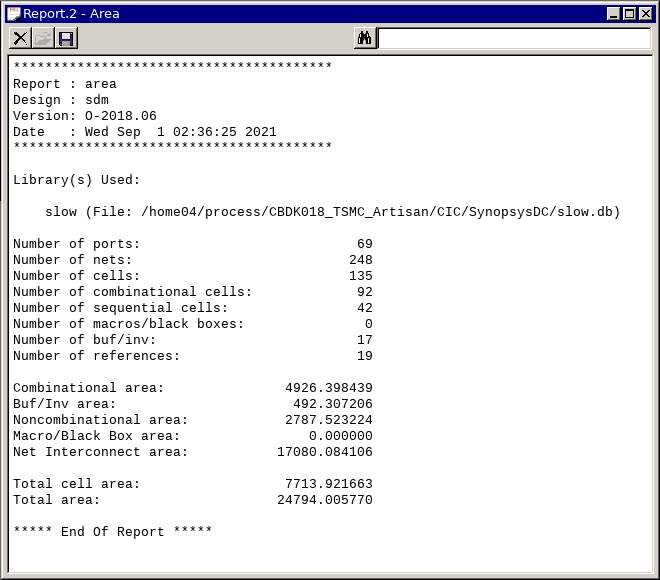 Report.2 - Area
****************************************
Report : area
Design : sdm
Version: O-2018.06
Date   : Wed Sep  1 02:36:25 2021
****************************************
Library(s) Used:
    slow (File: /home04/process/CBDK018_TSMC_Artisan/CIC/SynopsysDC/slow.db)
Number of ports:                           69
Number of nets:                           248
Number of cells:                          135
Number of combinational cells:             92
Number of sequential cells:                42
Number of macros/black boxes:               0
Number of buf/inv:                         17
Number of references:                      19
Combinational area:               4926.398439
Buf/Inv area:                      492.307206
Noncombinational area:            2787.523224
Macro/Black Box area:                0.000000
Net Interconnect area:           17080.084106
Total cell area:                  7713.921663
Total area:                      24794.005770
***** End Of Report *****